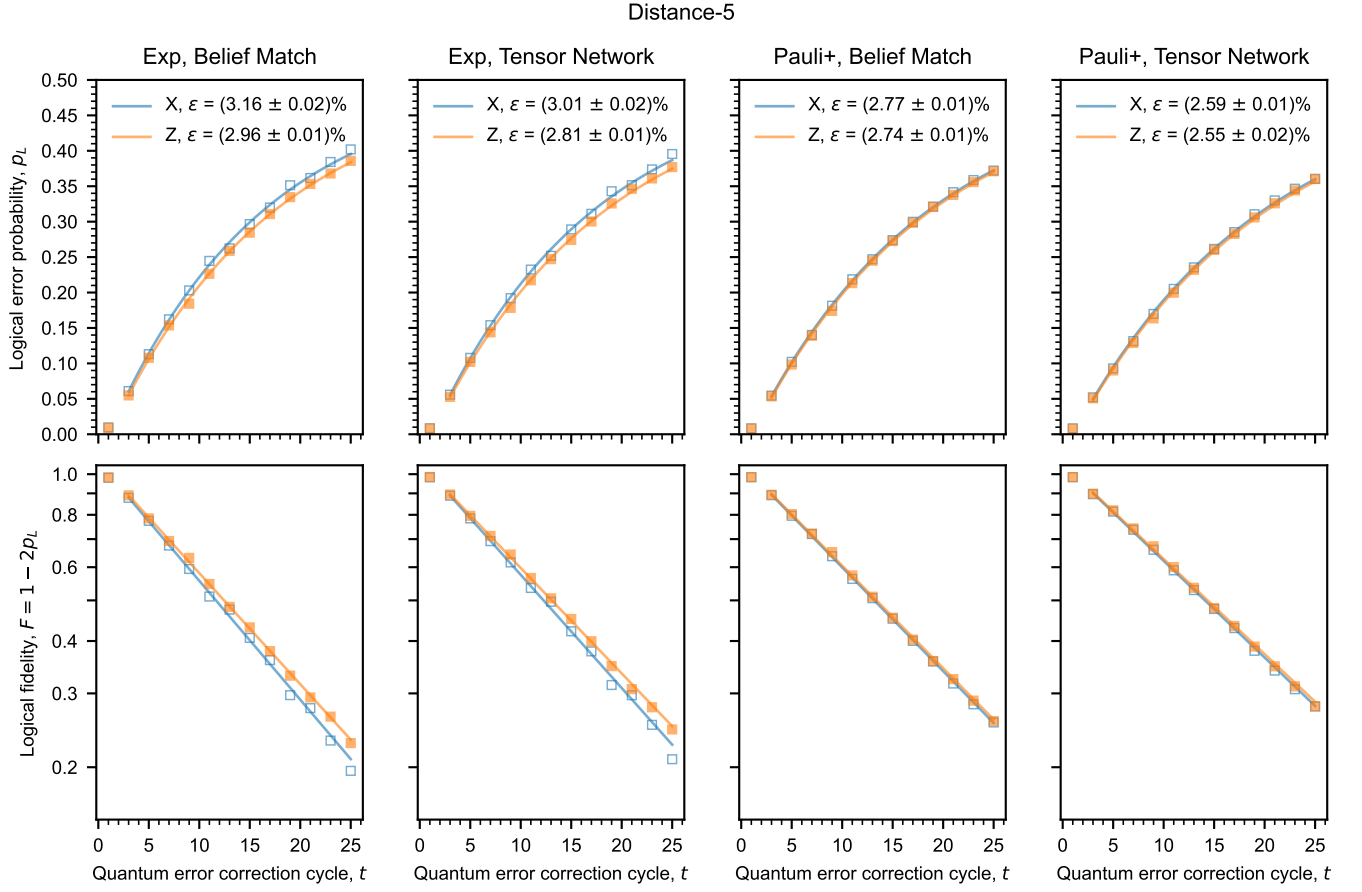 Distance-5
Exp, Belief Match
Exp, Tensor Network
Pauli+, Belief Match
Pauli+, Tensor Network
Logical error probability, p_L
0.50
0.45
0.40
0.35
0.30
0.25
0.20
0.15
0.10
0.05
0.00
X, ε = (3.16 ± 0.02)%
Z, ε = (2.96 ± 0.01)%
X, ε = (3.01 ± 0.02)%
Z, ε = (2.81 ± 0.01)%
X, ε = (2.77 ± 0.01)%
Z, ε = (2.74 ± 0.01)%
X, ε = (2.59 ± 0.01)%
Z, ε = (2.55 ± 0.02)%
Logical fidelity, F = 1 − 2p_L
1.0
0.8
0.6
0.4
0.3
0.2
0 5 10 15 20 25
0 5 10 15 20 25
0 5 10 15 20 25
0 5 10 15 20 25
Quantum error correction cycle, t
Quantum error correction cycle, t
Quantum error correction cycle, t
Quantum error correction cycle, t